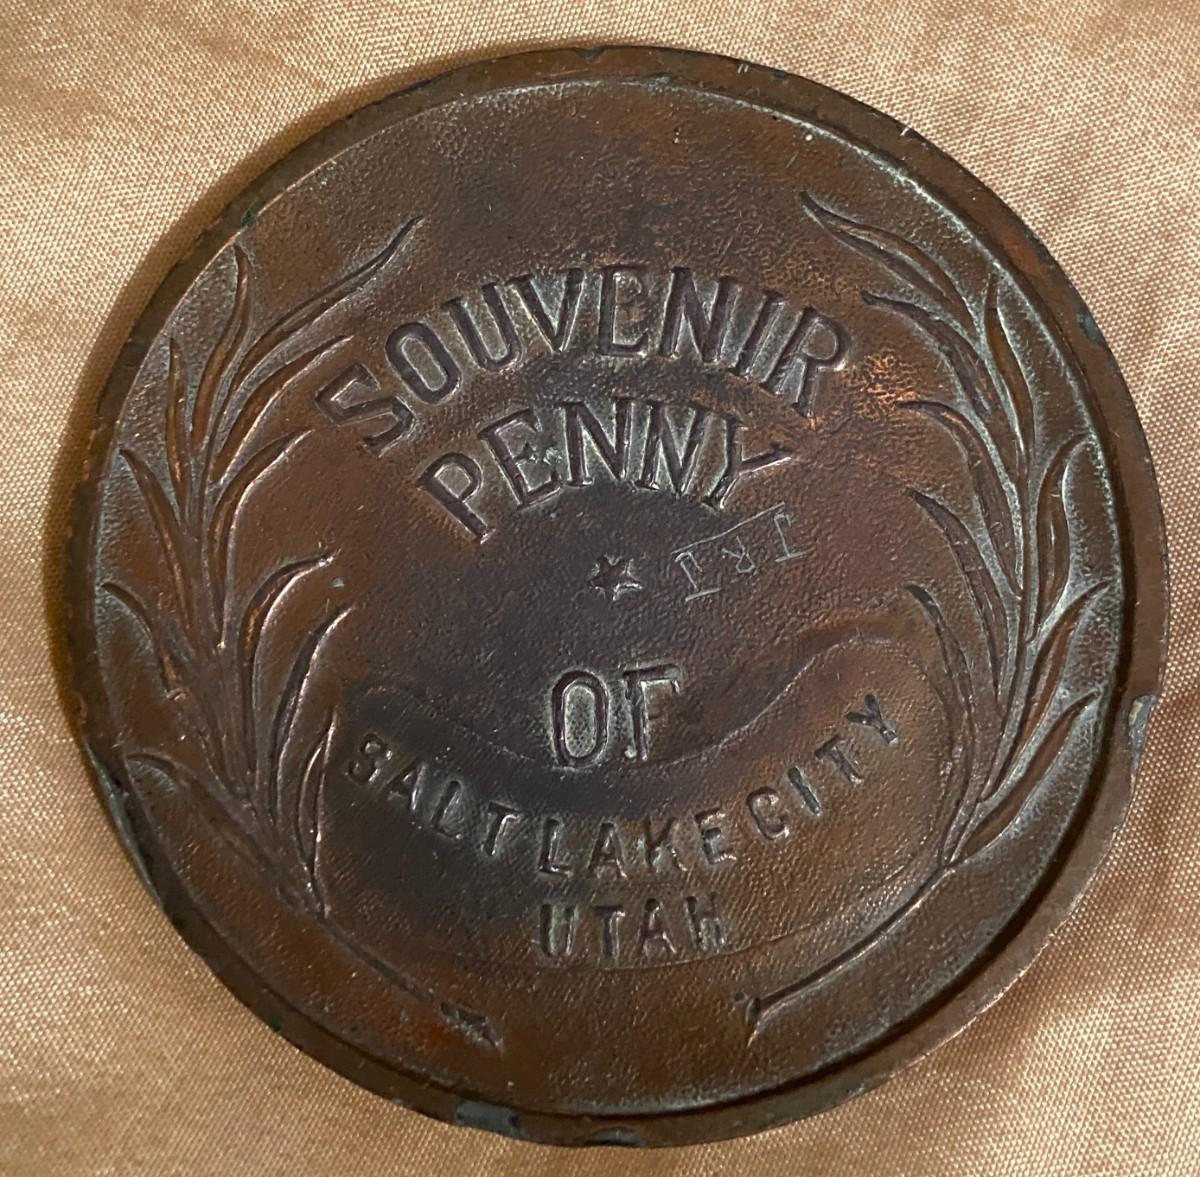 SOUVENIR
PENNY
OF
SALT LAKE CITY
UTAH